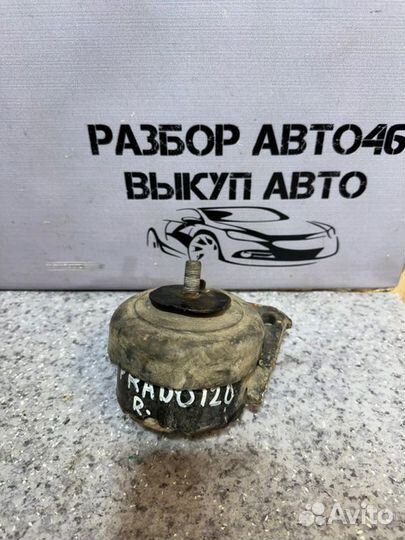 РАЗБОР АВТО46
ВЫКУП АВТО
PRADO120
R.
Avito